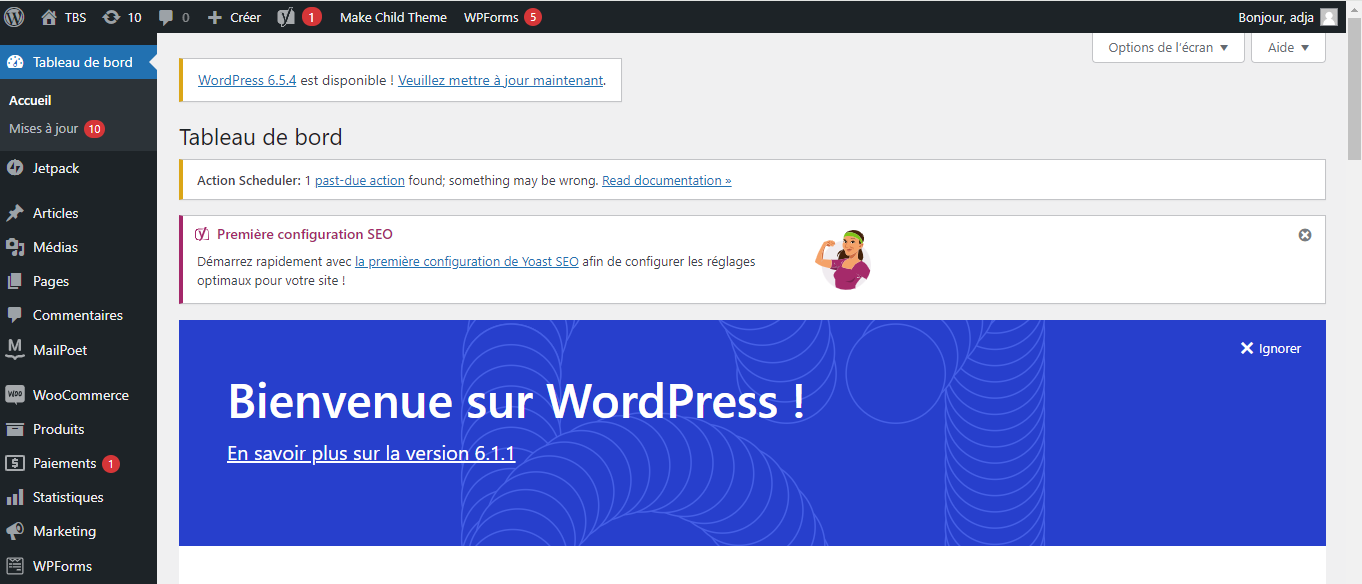 TBS 10 0 Créer 1 Make Child Theme WPForms 5 Bonjour, adja
Options de l'écran ▼ Aide ▼
Tableau de bord
Accueil
Mises à jour 10
Jetpack
Articles
Médias
Pages
Commentaires
MailPoet
WooCommerce
Produits
Paiements 1
Statistiques
Marketing
WPForms
WordPress 6.5.4 est disponible ! Veuillez mettre à jour maintenant.
Tableau de bord
Action Scheduler: 1 past-due action found; something may be wrong. Read documentation »
Première configuration SEO
Démarrez rapidement avec la première configuration de Yoast SEO afin de configurer les réglages
optimaux pour votre site !
Ignorer
Bienvenue sur WordPress !
En savoir plus sur la version 6.1.1